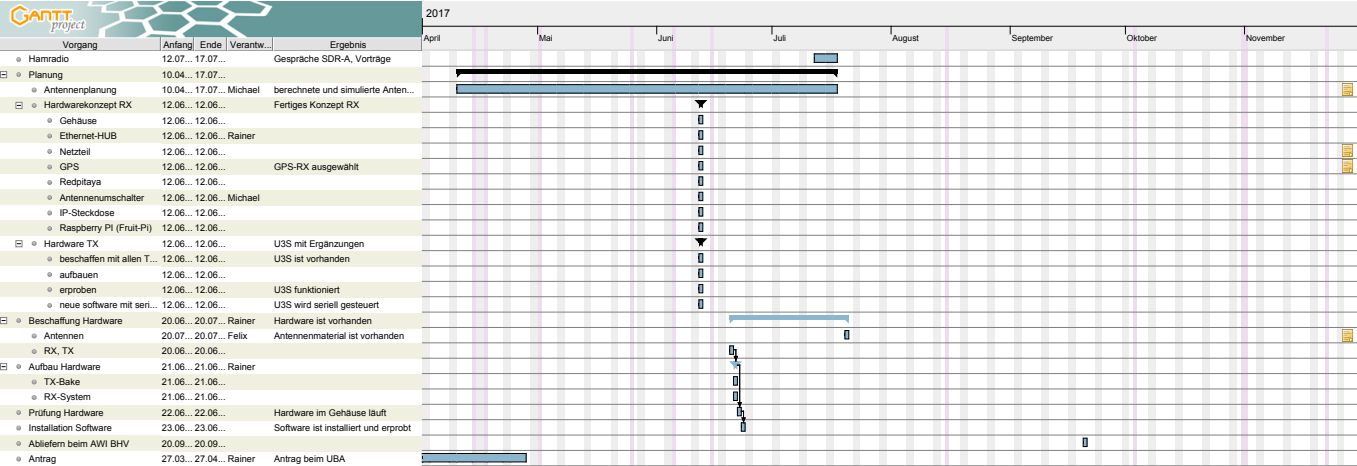 GANTT project
2017
April Mai Juni Juli August September Oktober November
Vorgang Anfang Ende Verantw... Ergebnis
Hamradio 12.07... 17.07... Gespräche SDR-A, Vorträge
Planung 10.04... 17.07...
Antennenplanung 10.04... 17.07... Michael berechnete und simulierte Anten...
Hardwarekonzept RX 12.06... 12.06... Fertiges Konzept RX
Gehäuse 12.06... 12.06...
Ethernet-HUB 12.06... 12.06... Rainer
Netzteil 12.06... 12.06...
GPS 12.06... 12.06... GPS-RX ausgewählt
Redpitaya 12.06... 12.06...
Antennenumschalter 12.06... 12.06... Michael
IP-Steckdose 12.06... 12.06...
Raspberry PI (Fruit-Pi) 12.06... 12.06...
Hardware TX 12.06... 12.06... U3S mit Ergänzungen
beschaffen mit allen T... 12.06... 12.06... U3S ist vorhanden
aufbauen 12.06... 12.06...
erproben 12.06... 12.06... U3S funktioniert
neue software mit seri... 12.06... 12.06... U3S wird seriell gesteuert
Beschaffung Hardware 20.06... 20.07... Rainer Hardware ist vorhanden
Antennen 20.07... 20.07... Felix Antennenmaterial ist vorhanden
RX, TX 20.06... 20.06...
Aufbau Hardware 21.06... 21.06... Rainer
TX-Bake 21.06... 21.06...
RX-System 21.06... 21.06...
Prüfung Hardware 22.06... 22.06... Hardware im Gehäuse läuft
Installation Software 23.06... 23.06... Software ist installiert und erprobt
Abliefern beim AWI BHV 20.09... 20.09...
Antrag 27.03... 27.04... Rainer Antrag beim UBA